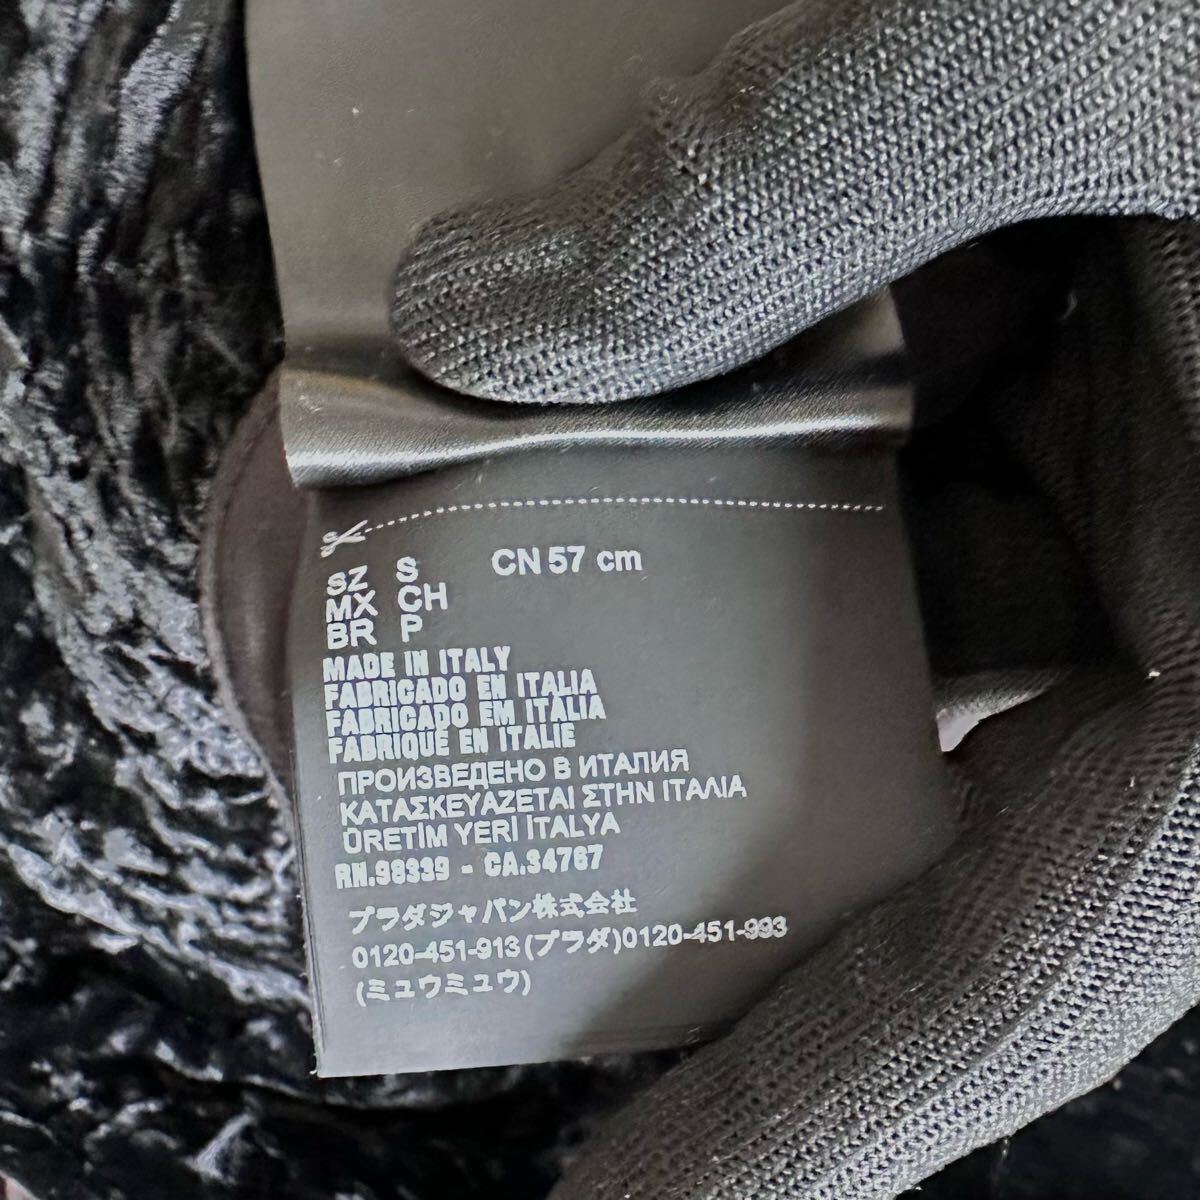 SZ S CN 57 cm
MX CH
BR P
MADE IN ITALY
FABRICADO EN ITALIA
FABRICADO EM ITALIA
FABRIQUÉ EN ITALIE
ПРОИЗВЕДЕНО В ИТАЛИЯ
ΚΑΤΑΣΚΕΥΑΖΕΤΑΙ ΣΤΗΝ ΙΤΑΛΙΑ
ÜRETİM YERİ İTALYA
RN.98339 - CA.34767
プラダジャパン株式会社
0120-451-913(プラダ)0120-451-993
(ミュウミュウ)